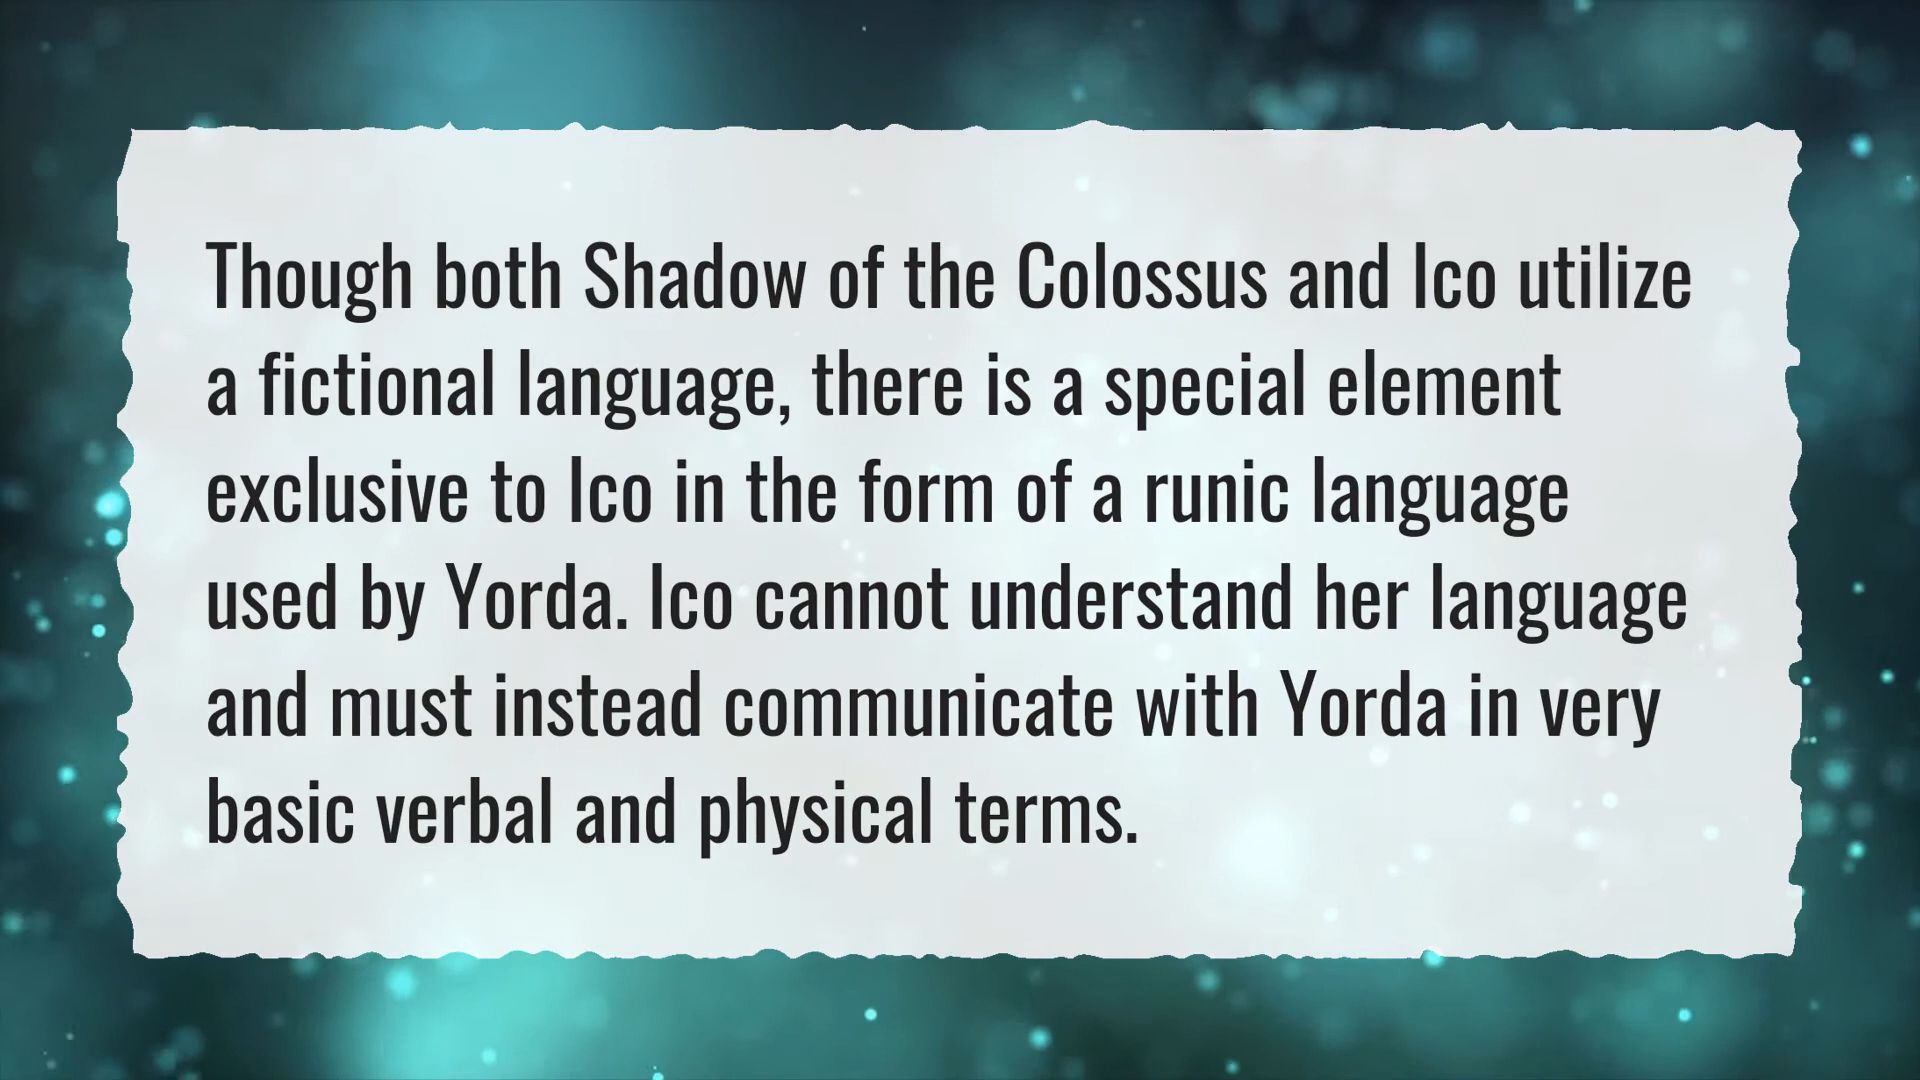 Though both Shadow of the Colossus and Ico utilize
a fictional language, there is a special element
exclusive to Ico in the form of a runic language
used by Yorda. Ico cannot understand her language
and must instead communicate with Yorda in very
basic verbal and physical terms.